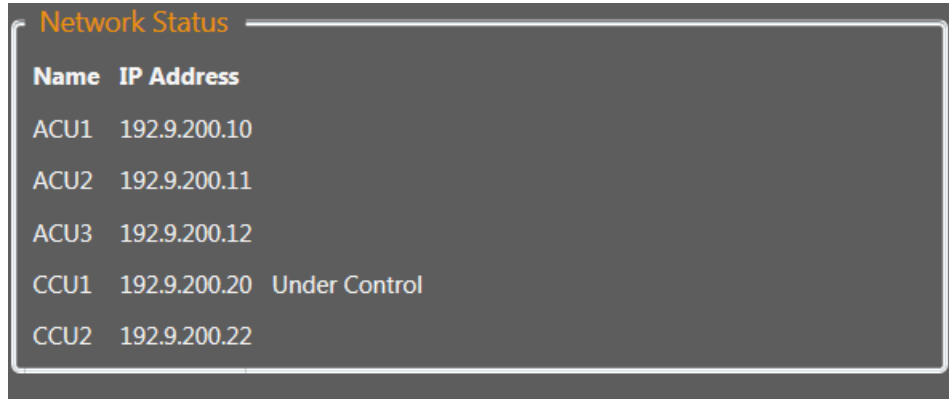 Network Status
Name IP Address
ACU1 192.9.200.10
ACU2 192.9.200.11
ACU3 192.9.200.12
CCU1 192.9.200.20 Under Control
CCU2 192.9.200.22